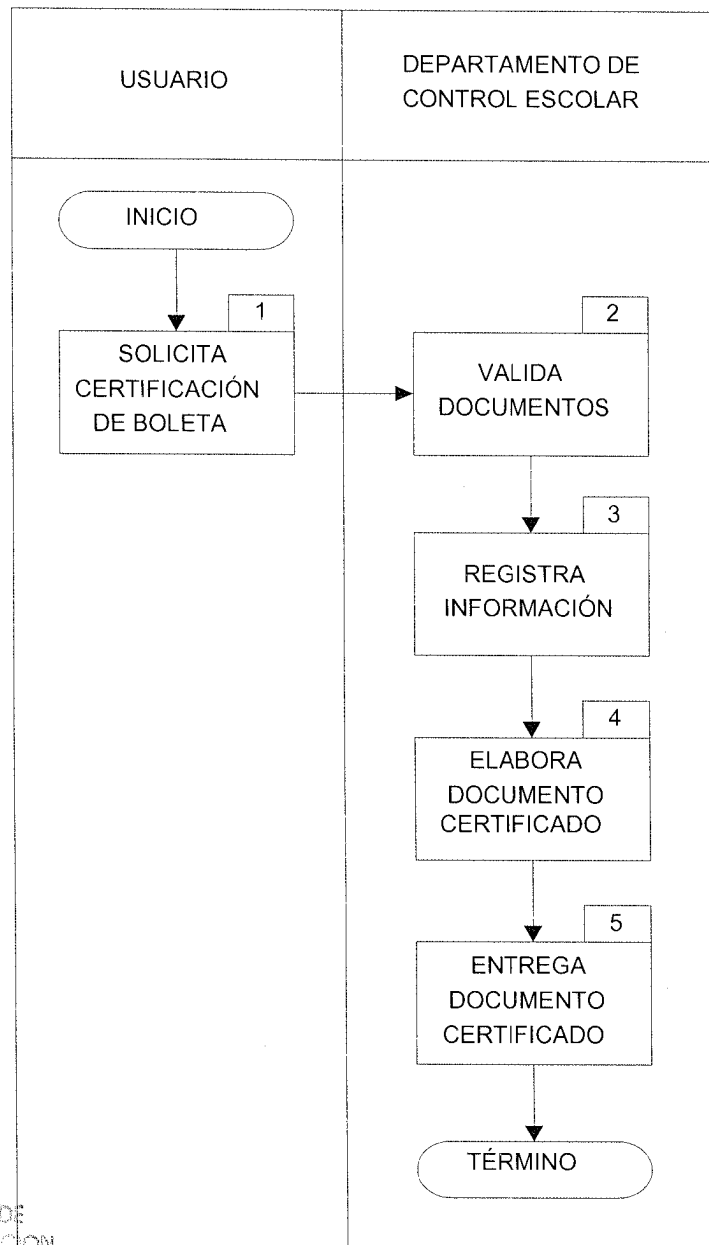 USUARIO
DEPARTAMENTO DE
CONTROL ESCOLAR
INICIO
1
SOLICITA
CERTIFICACIÓN
DE BOLETA
2
VALIDA
DOCUMENTOS
3
REGISTRA
INFORMACIÓN
4
ELABORA
DOCUMENTO
CERTIFICADO
5
ENTREGA
DOCUMENTO
CERTIFICADO
TÉRMINO
DE